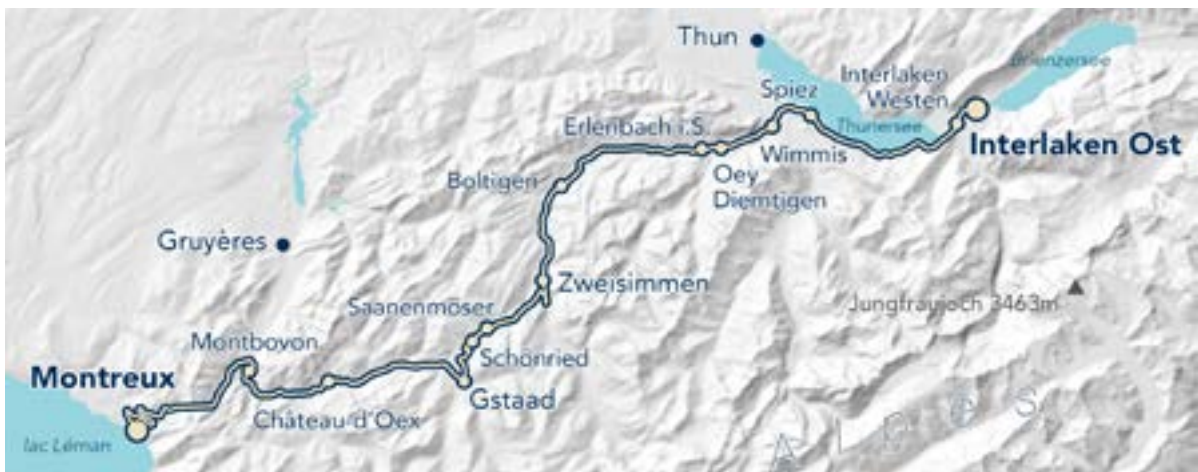 Thun
Brienzersee
Interlaken
Westen
Spiez
Thunersee
Erlenbach i.S.
Interlaken Ost
Wimmis
Oey
Diemtigen
Boltigen
Gruyères
Zweisimmen
Jungfraujoch 3463m
Saanenmöser
Montbovon
Schönried
Montreux
Gstaad
Château-d'Oex
lac Léman
ALPES